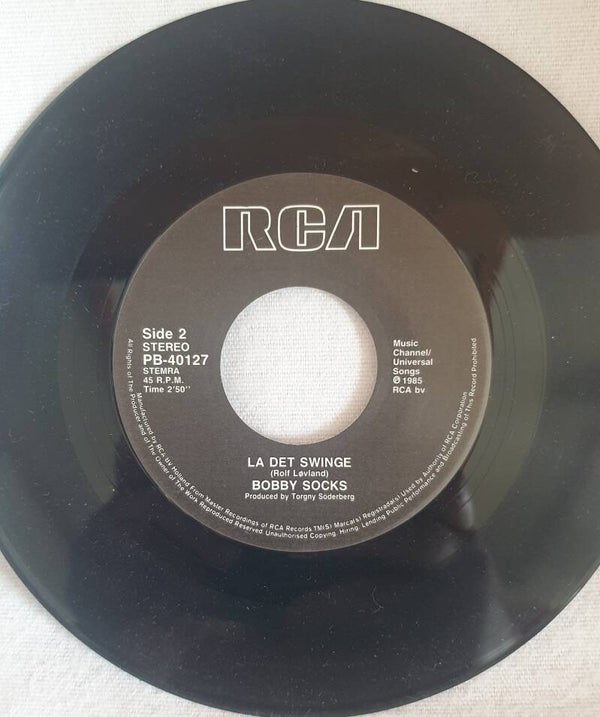 RCA
Side 2
STEREO
PB-40127
STEMRA
45 R.P.M.
Time 2'50"
Music
Channel/
Universal
Songs
℗ 1985
RCA bv
LA DET SWINGE
(Rolf Løvland)
BOBBY SOCKS
Produced by Torgny Soderberg
Manufactured by RCA BV Holland From Master Recordings of RCA Records TM(S) Marca(s) Registrada(s) Used by Authority of RCA Corporation
All Rights of The Producer and of The Owner of The Work Reproduced Reserved Unauthorised Copying, Hiring, Lending Public Performance and Broadcasting of This Record Prohibited